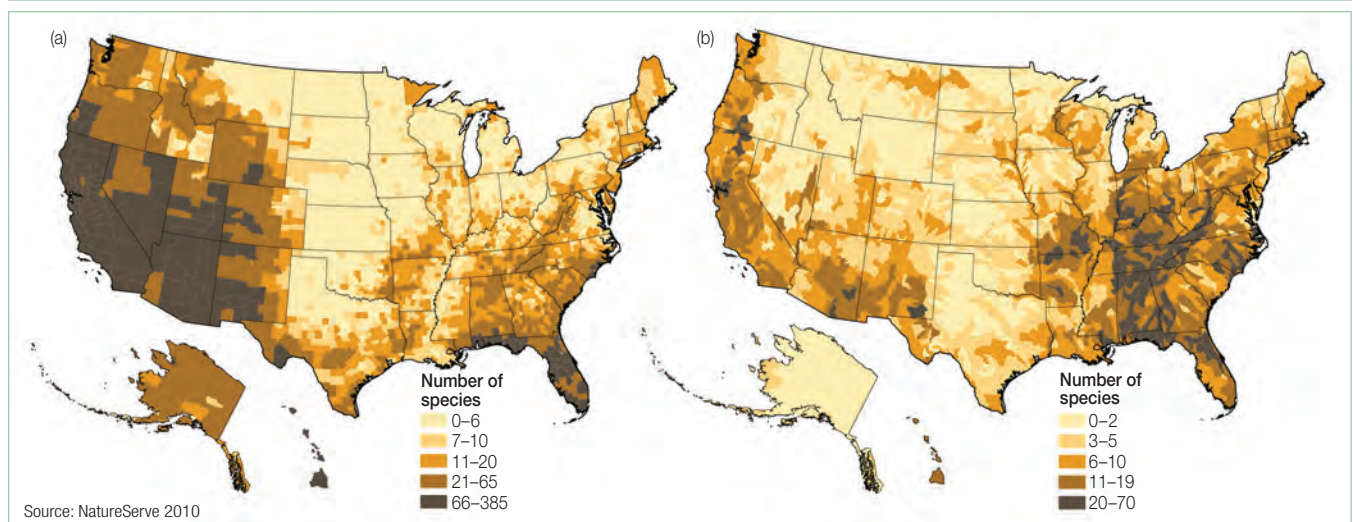 (a)
Number of
species
0–6
7–10
11–20
21–65
66–385
(b)
Number of
species
0–2
3–5
6–10
11–19
20–70
Source: NatureServe 2010